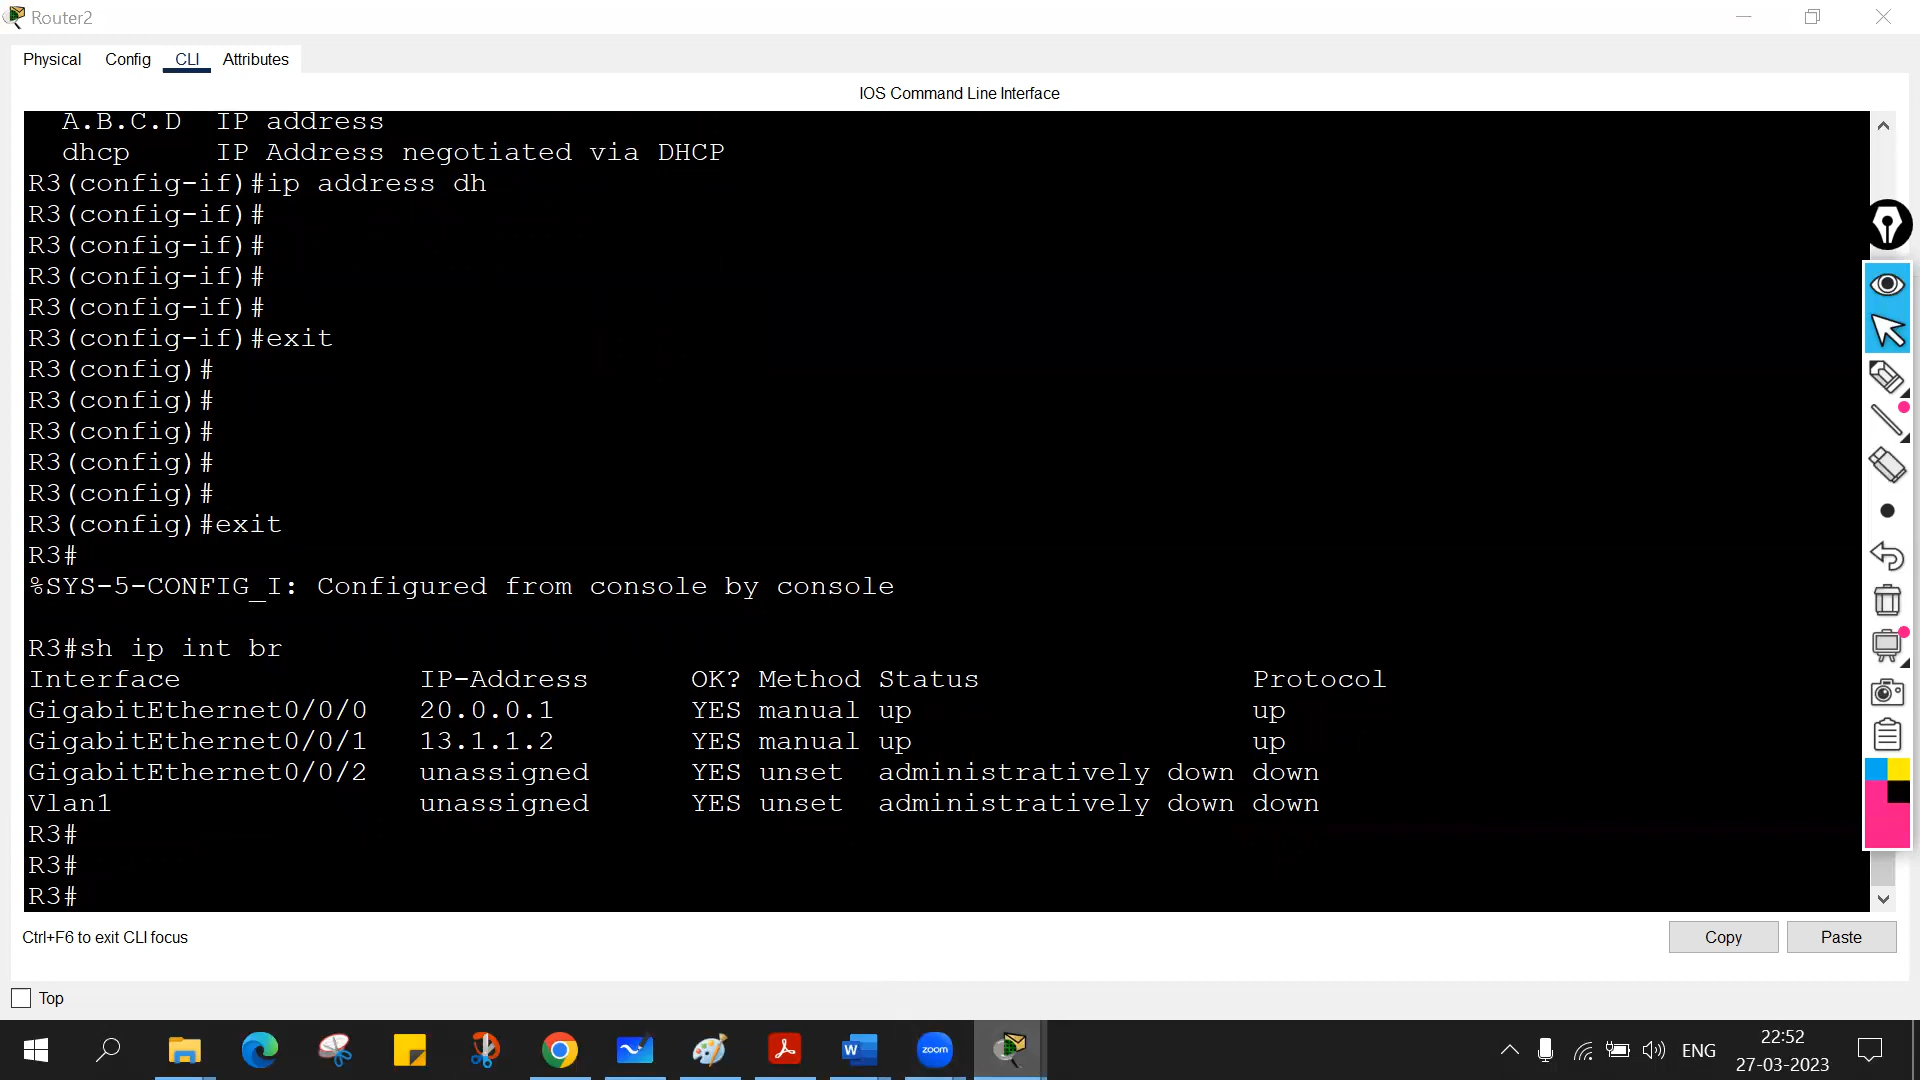 Router2
Physical Config CLI Attributes
IOS Command Line Interface
A.B.C.D IP address
dhcp IP Address negotiated via DHCP
R3(config-if)#ip address dh
R3(config-if)#
R3(config-if)#
R3(config-if)#
R3(config-if)#
R3(config-if)#exit
R3(config)#
R3(config)#
R3(config)#
R3(config)#
R3(config)#
R3(config)#exit
R3#
%SYS-5-CONFIG_I: Configured from console by console
R3#sh ip int br
Interface IP-Address OK? Method Status Protocol
GigabitEthernet0/0/0 20.0.0.1 YES manual up up
GigabitEthernet0/0/1 13.1.1.2 YES manual up up
GigabitEthernet0/0/2 unassigned YES unset administratively down down
Vlan1 unassigned YES unset administratively down down
R3#
R3#
R3#
Ctrl+F6 to exit CLI focus
Copy Paste
Top
W zoom ENG 22:52
27-03-2023